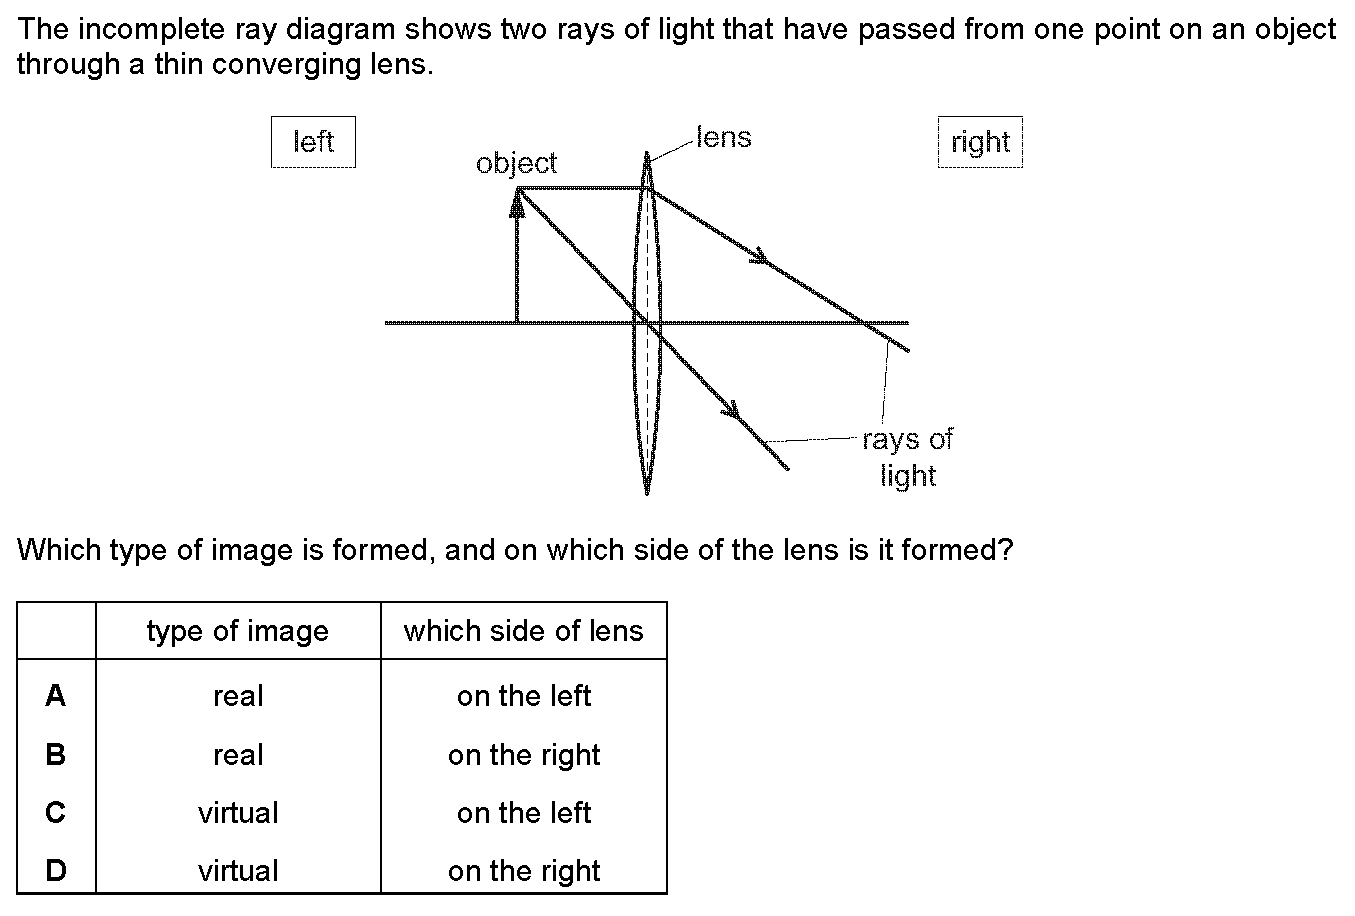 The incomplete ray diagram shows two rays of light that have passed from one point on an object
through a thin converging lens.
left
object
lens
right
rays of
light
Which type of image is formed, and on which side of the lens is it formed?
type of image which side of lens
A real on the left
B real on the right
C virtual on the left
D virtual on the right